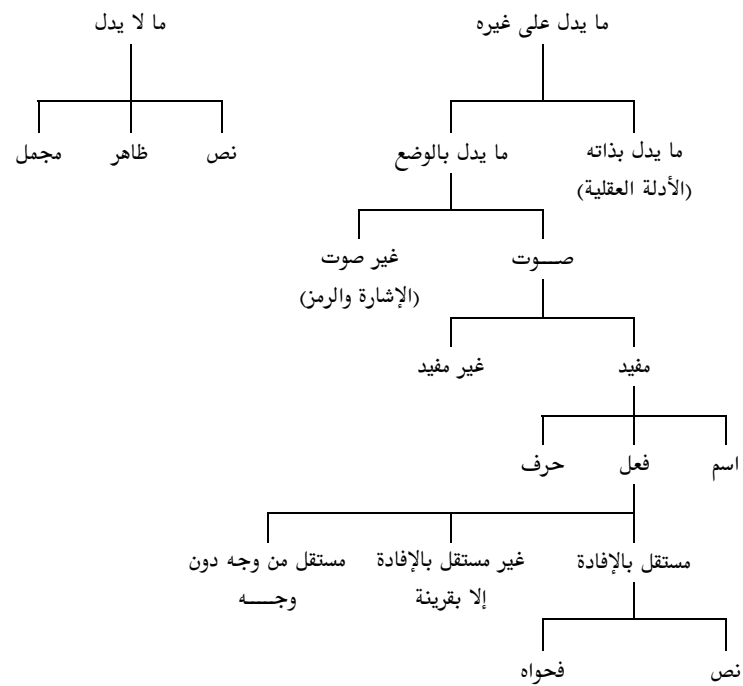 ما يدل على غيره
ما لا يدل
ما يدل بذاته
(الأدلة العقلية)
ما يدل بالوضع
نص
ظاهر
مجمل
صـــوت
غير صوت
(الإشارة والرمز)
مفيد
غير مفيد
اسم
فعل
حرف
مستقل بالإفادة
غير مستقل بالإفادة
إلا بقرينة
مستقل من وجه دون
وجـــــه
نص
فحواه